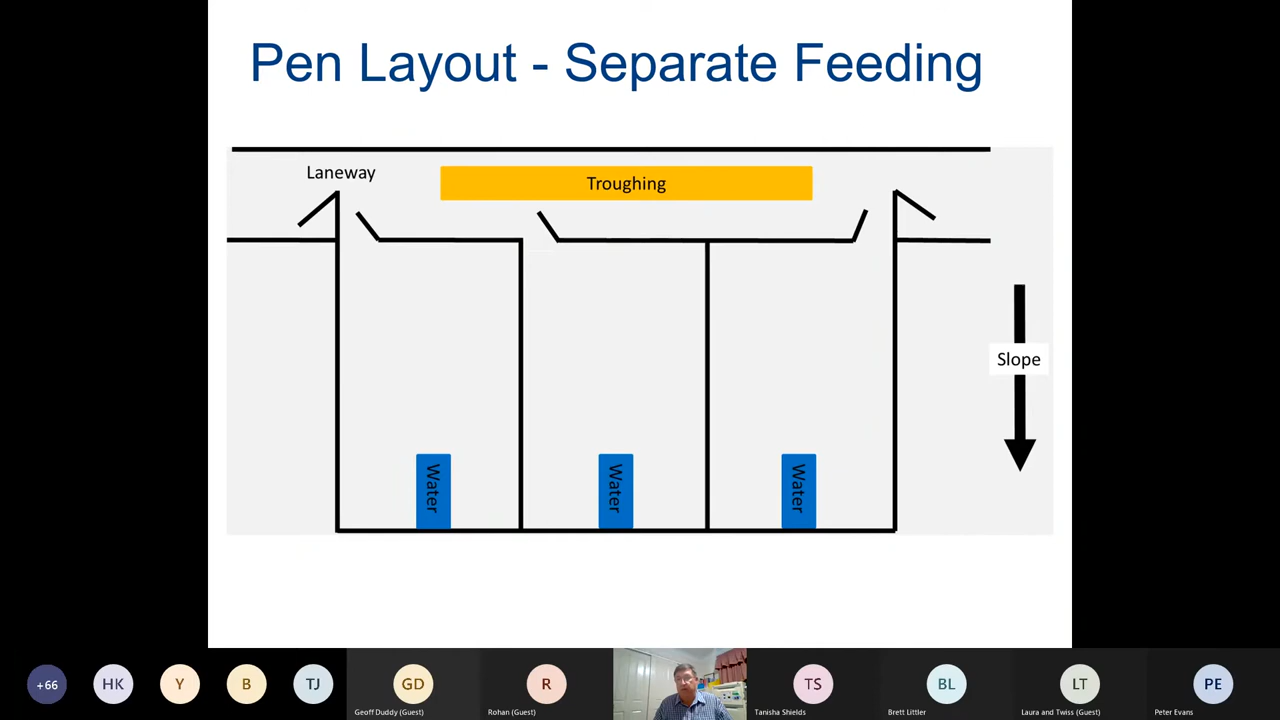 Pen Layout - Separate Feeding
Laneway
Troughing
Slope
Water
Water
Water
+66
HK
Y
B
TJ
GD
Geoff Duddy (Guest)
R
Rohan (Guest)
TS
Tanisha Shields
BL
Brett Littler
LT
Laura and Twiss (Guest)
PE
Peter Evans